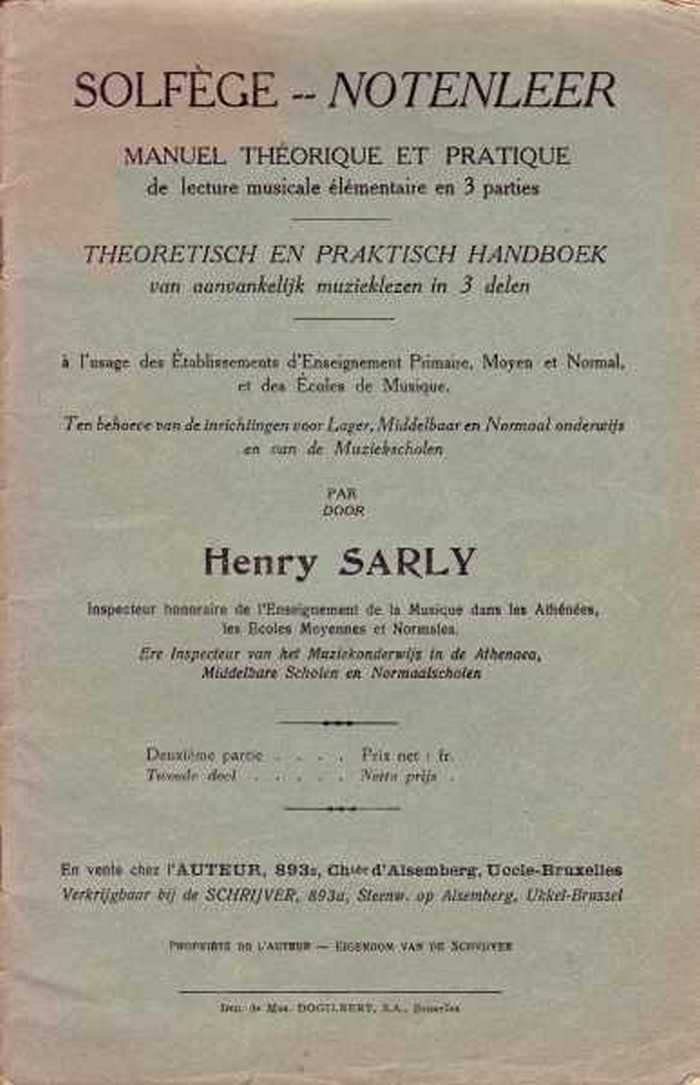 SOLFÈGE -- NOTENLEER
MANUEL THÉORIQUE ET PRATIQUE
de lecture musicale élémentaire en 3 parties
THEORETISCH EN PRAKTISCH HANDBOEK
van aanvankelijk muzieklezen in 3 delen
à l'usage des Établissements d'Enseignement Primaire, Moyen et Normal,
et des Écoles de Musique.
Ten behoeve van de inrichtingen voor Lager, Middelbaar en Normaal onderwijs
en van de Muziekscholen
PAR
DOOR
Henry SARLY
Inspecteur honoraire de l'Enseignement de la Musique dans les Athénées,
les Ecoles Moyennes et Normales.
Ere Inspecteur van het Muziekonderwijs in de Athenaea,
Middelbare Scholen en Normaalscholen
Deuxième partie . . . . Prix net : fr.
Tweede deel . . . . . Netto prijs .
En vente chez l'AUTEUR, 893a, Chtée d'Alsemberg, Uccle-Bruxelles
Verkrijgbaar bij de SCHRIJVER, 893a, Steenw. op Alsemberg, Ukkel-Brussel
PROPRIÉTÉ DE L'AUTEUR — EIGENDOM VAN DE SCHRIJVER
de Mus. DOGILBERT, S.A., Bruxelles